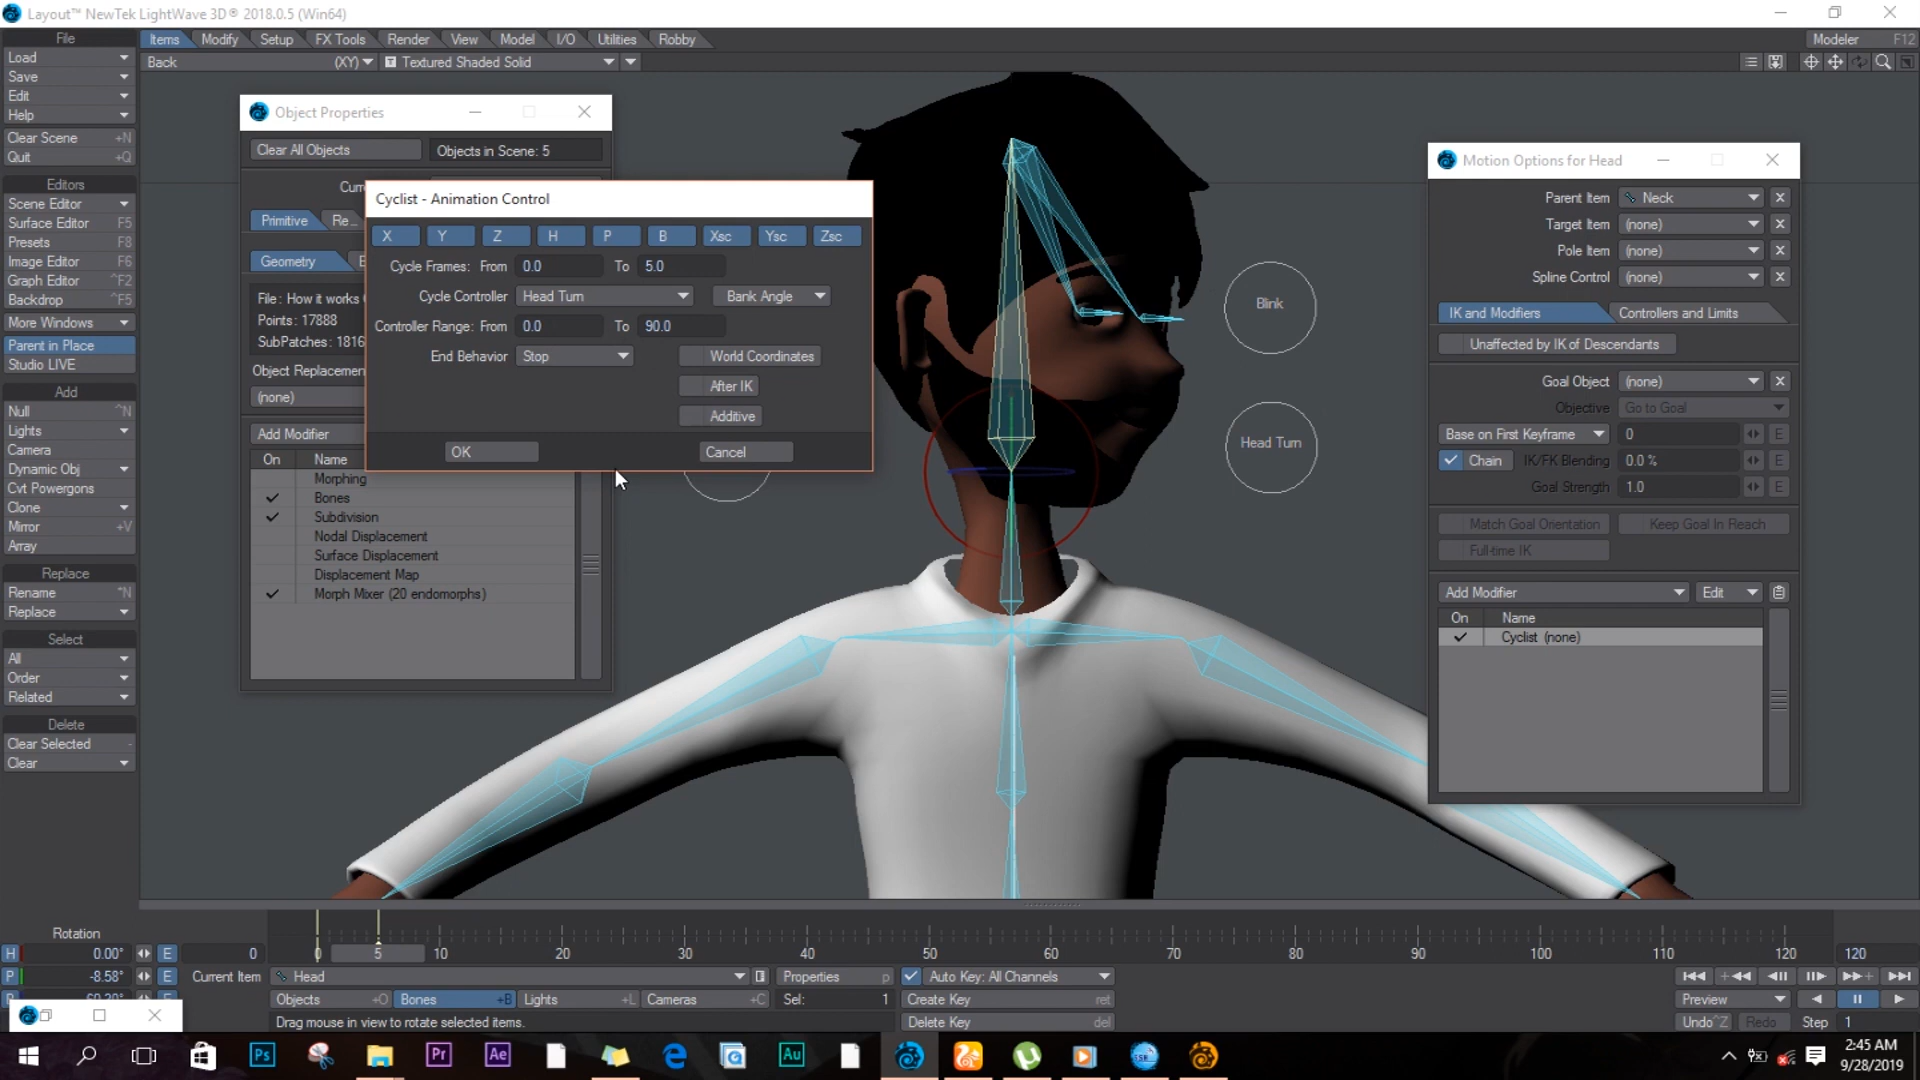 Layout™ NewTek LightWave 3D® 2018.0.5 (Win64)
File
Items Modify Setup FX Tools Render View Model I/O Utilities Robby
Modeler F12
Load
Save
Edit
Help
Clear Scene +N
Quit +Q
Back (XY) Textured Shaded Solid
Editors
Scene Editor
Surface Editor F5
Presets F8
Image Editor F6
Graph Editor ^F2
Backdrop ^F5
More Windows
Parent in Place
Studio LIVE
Add
Null ^N
Lights
Camera
Dynamic Obj
Cvt Powergons
Clone
Mirror +V
Array
Replace
Rename ^N
Replace
Select
All
Order
Related
Delete
Clear Selected -
Clear
Object Properties
Clear All Objects Objects in Scene: 5
Primitive Re...
Geometry
File : How it works
Points : 17888
SubPatches : 1816
Object Replacemen
(none)
Add Modifier
On Name
Morphing
Bones
Subdivision
Nodal Displacement
Surface Displacement
Displacement Map
Morph Mixer (20 endomorphs)
Cyclist - Animation Control
X Y Z H P B Xsc Ysc Zsc
Cycle Frames: From 0.0 To 5.0
Cycle Controller Head Turn Bank Angle
Controller Range: From 0.0 To 90.0
End Behavior Stop World Coordinates
After IK
Additive
OK Cancel
Blink
Head Turn
Motion Options for Head
Parent Item Neck X
Target Item (none) X
Pole Item (none) X
Spline Control (none) X
IK and Modifiers Controllers and Limits
Unaffected by IK of Descendants
Goal Object (none) X
Objective Go to Goal
Base on First Keyframe 0 E
Chain IK/FK Blending 0.0 % E
Goal Strength 1.0 E
Match Goal Orientation Keep Goal In Reach
Full-time IK
Add Modifier Edit
On Name
Cyclist (none)
Rotation
H 0.00° E
P -8.58° E
0 0 5 10 20 30 40 50 60 70 80 90 100 110 120 120
Current Item Head Properties p Auto Key: All Channels
Objects +O Bones +B Lights +L Cameras +C Sel: 1 Create Key ret
Drag mouse in view to rotate selected items. Delete Key del
Preview
Undo^Z Redo Step 1
Ps Pr Ae Au
2:45 AM
9/28/2019